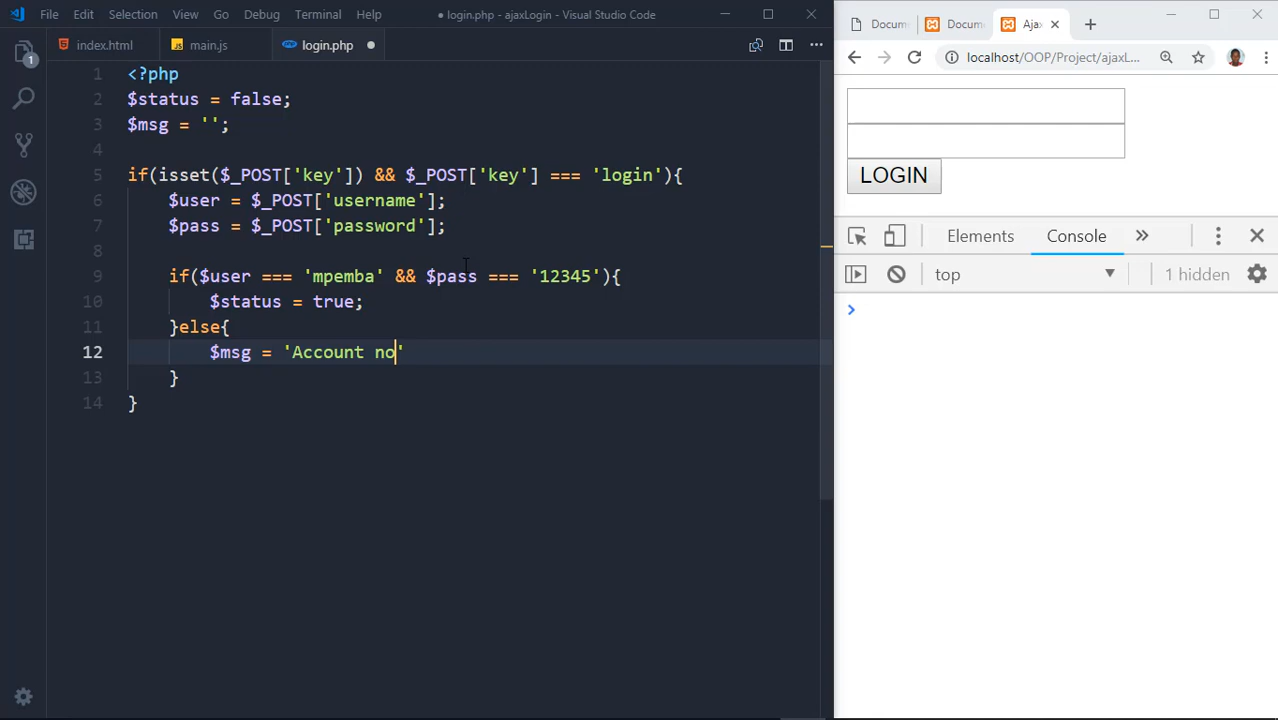 File Edit Selection View Go Debug Terminal Help ● login.php - ajaxLogin - Visual Studio Code
index.html main.js login.php
1 <?php
2 $status = false;
3 $msg = '';
4
5 if(isset($_POST['key']) && $_POST['key'] === 'login'){
6 $user = $_POST['username'];
7 $pass = $_POST['password'];
8
9 if($user === 'mpemba' && $pass === '12345'){
10 $status = true;
11 }else{
12 $msg = 'Account no'
13 }
14 }
1
Docum Docum Ajax
localhost/OOP/Project/ajaxL...
LOGIN
Elements Console
top 1 hidden